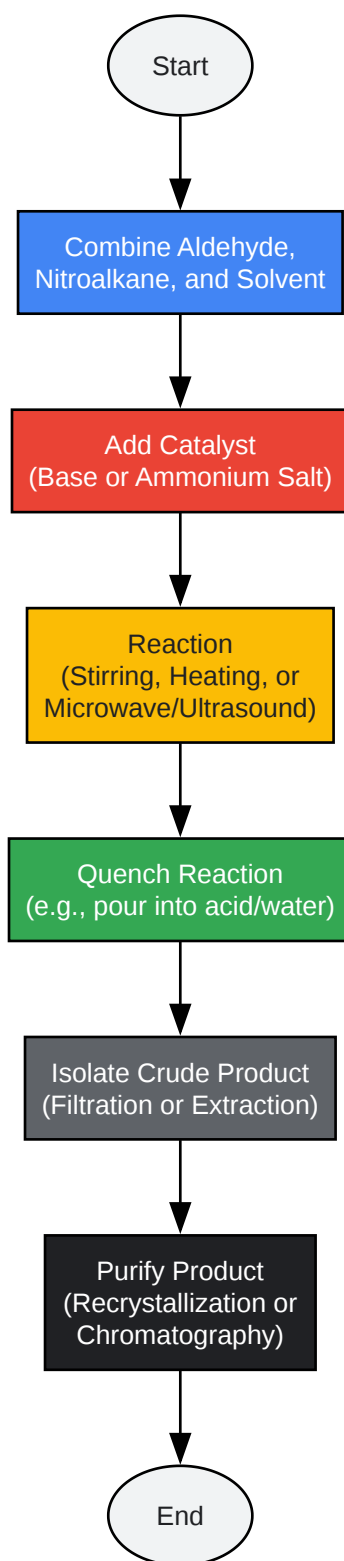 Start
Combine Aldehyde,
Nitroalkane, and Solvent
Add Catalyst
(Base or Ammonium Salt)
Reaction
(Stirring, Heating, or
Microwave/Ultrasound)
Quench Reaction
(e.g., pour into acid/water)
Isolate Crude Product
(Filtration or Extraction)
Purify Product
(Recrystallization or
Chromatography)
End